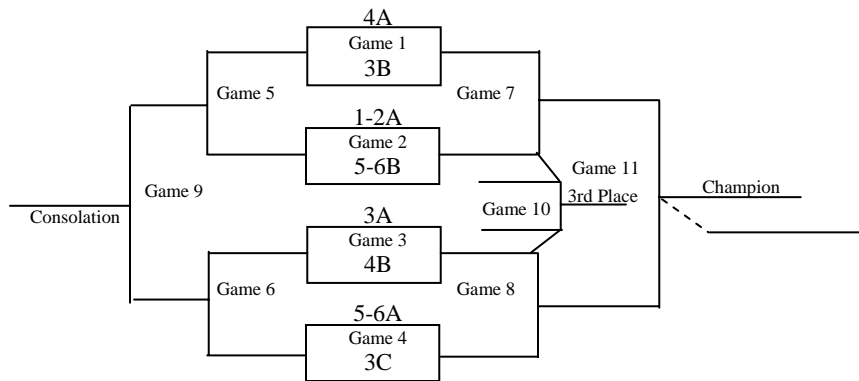 4A
Game 1
3B
Game 5
Game 7
1-2A
Game 2
5-6B
Game 11
Game 9
3rd Place
Champion
Consolation
Game 10
3A
Game 3
4B
Game 6
Game 8
5-6A
Game 4
3C